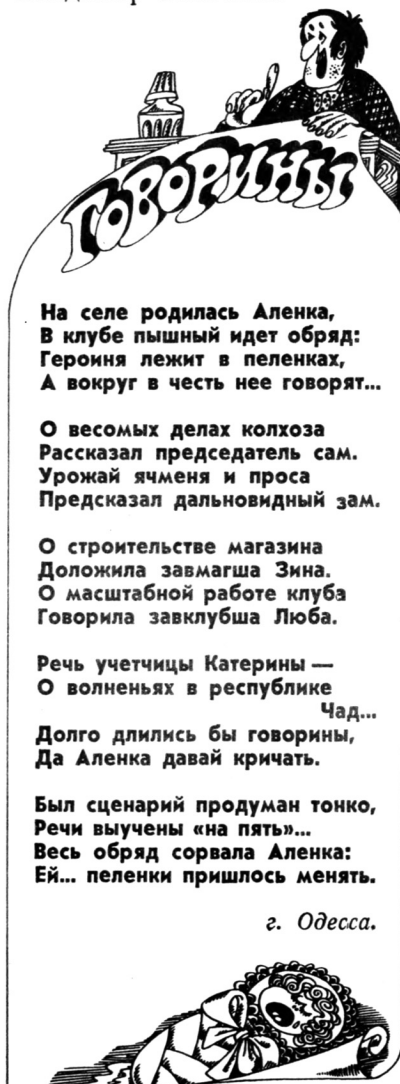 ГОВОРИНЫ
На селе родилась Аленка,
В клубе пышный идет обряд:
Героиня лежит в пеленках,
А вокруг в честь нее говорят...
О весомых делах колхоза
Рассказал председатель сам.
Урожай ячменя и проса
Предсказал дальновидный зам.
О строительстве магазина
Доложила завмагша Зина.
О масштабной работе клуба
Говорила завклубша Люба.
Речь учетчицы Катерины —
О волненьях в республике
Чад...
Долго длились бы говорины,
Да Аленка давай кричать.
Был сценарий продуман тонко,
Речи выучены «на пять»...
Весь обряд сорвала Аленка:
Ей... пеленки пришлось менять.
г. Одесса.